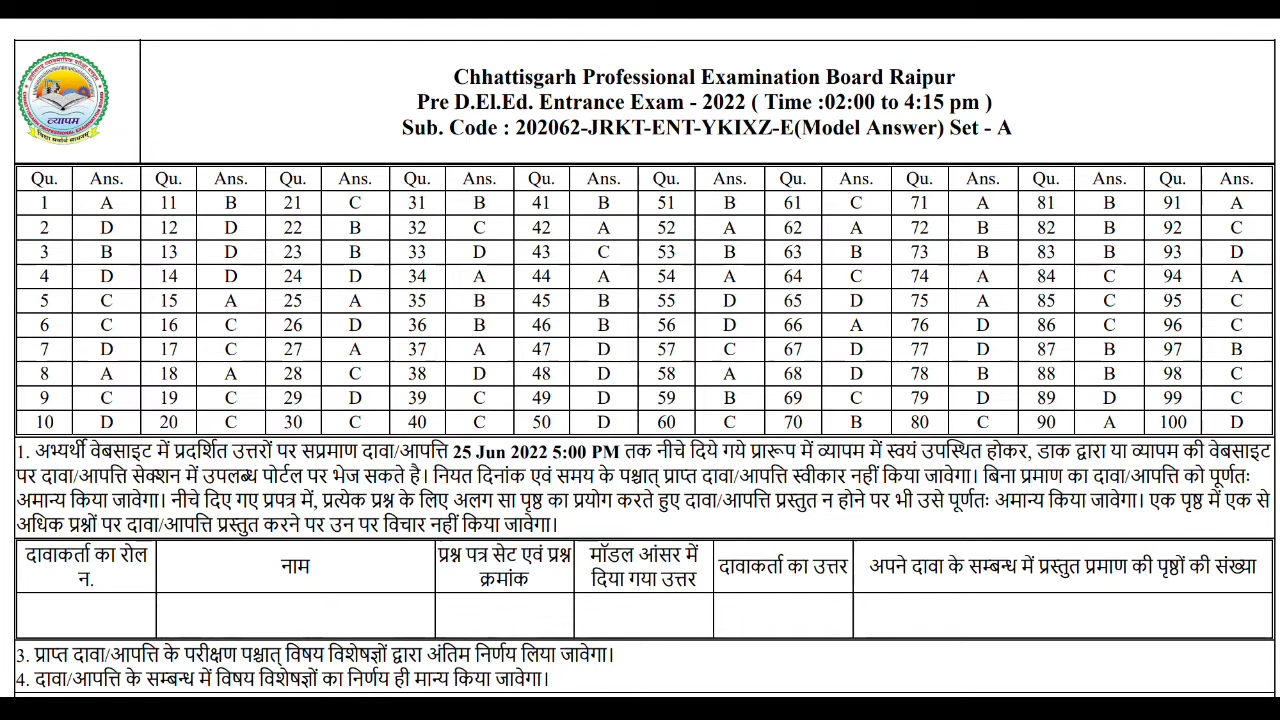 Chhattisgarh Professional Examination Board Raipur
Pre D.El.Ed. Entrance Exam - 2022 ( Time :02:00 to 4:15 pm )
Sub. Code : 202062-JRKT-ENT-YKIXZ-E(Model Answer) Set - A
व्यापम
Qu. Ans. Qu. Ans. Qu. Ans. Qu. Ans. Qu. Ans. Qu. Ans. Qu. Ans. Qu. Ans. Qu. Ans. Qu. Ans.
1 A 11 B 21 C 31 B 41 B 51 B 61 C 71 A 81 B 91 A
2 D 12 D 22 B 32 C 42 A 52 A 62 A 72 B 82 B 92 C
3 B 13 D 23 B 33 D 43 C 53 B 63 B 73 B 83 B 93 D
4 D 14 D 24 D 34 A 44 A 54 A 64 C 74 A 84 C 94 A
5 C 15 A 25 A 35 B 45 B 55 D 65 D 75 A 85 C 95 C
6 C 16 C 26 D 36 B 46 B 56 D 66 A 76 D 86 C 96 C
7 D 17 C 27 A 37 A 47 D 57 C 67 D 77 D 87 B 97 B
8 A 18 A 28 C 38 D 48 D 58 A 68 D 78 B 88 B 98 C
9 C 19 C 29 D 39 C 49 D 59 B 69 C 79 D 89 D 99 C
10 D 20 C 30 C 40 C 50 D 60 C 70 B 80 C 90 A 100 D
1. अभ्यर्थी वेबसाइट में प्रदर्शित उत्तरों पर सप्रमाण दावा/आपत्ति 25 Jun 2022 5:00 PM तक नीचे दिये गये प्रारूप में व्यापम में स्वयं उपस्थित होकर, डाक द्वारा या व्यापम की वेबसाइट
पर दावा/आपत्ति सेक्शन में उपलब्ध पोर्टल पर भेज सकते है। नियत दिनांक एवं समय के पश्चात् प्राप्त दावा/आपत्ति स्वीकार नहीं किया जावेगा। बिना प्रमाण का दावा/आपत्ति को पूर्णतः
अमान्य किया जावेगा। नीचे दिए गए प्रपत्र में, प्रत्येक प्रश्न के लिए अलग सा पृष्ठ का प्रयोग करते हुए दावा/आपत्ति प्रस्तुत न होने पर भी उसे पूर्णतः अमान्य किया जावेगा। एक पृष्ठ में एक से
अधिक प्रश्नों पर दावा/आपत्ति प्रस्तुत करने पर उन पर विचार नहीं किया जावेगा।
दावाकर्ता का रोल न. नाम प्रश्न पत्र सेट एवं प्रश्न क्रमांक मॉडल आंसर में दिया गया उत्तर दावाकर्ता का उत्तर अपने दावा के सम्बन्ध में प्रस्तुत प्रमाण की पृष्ठों की संख्या
3. प्राप्त दावा/आपत्ति के परीक्षण पश्चात् विषय विशेषज्ञों द्वारा अंतिम निर्णय लिया जावेगा।
4. दावा/आपत्ति के सम्बन्ध में विषय विशेषज्ञों का निर्णय ही मान्य किया जावेगा।